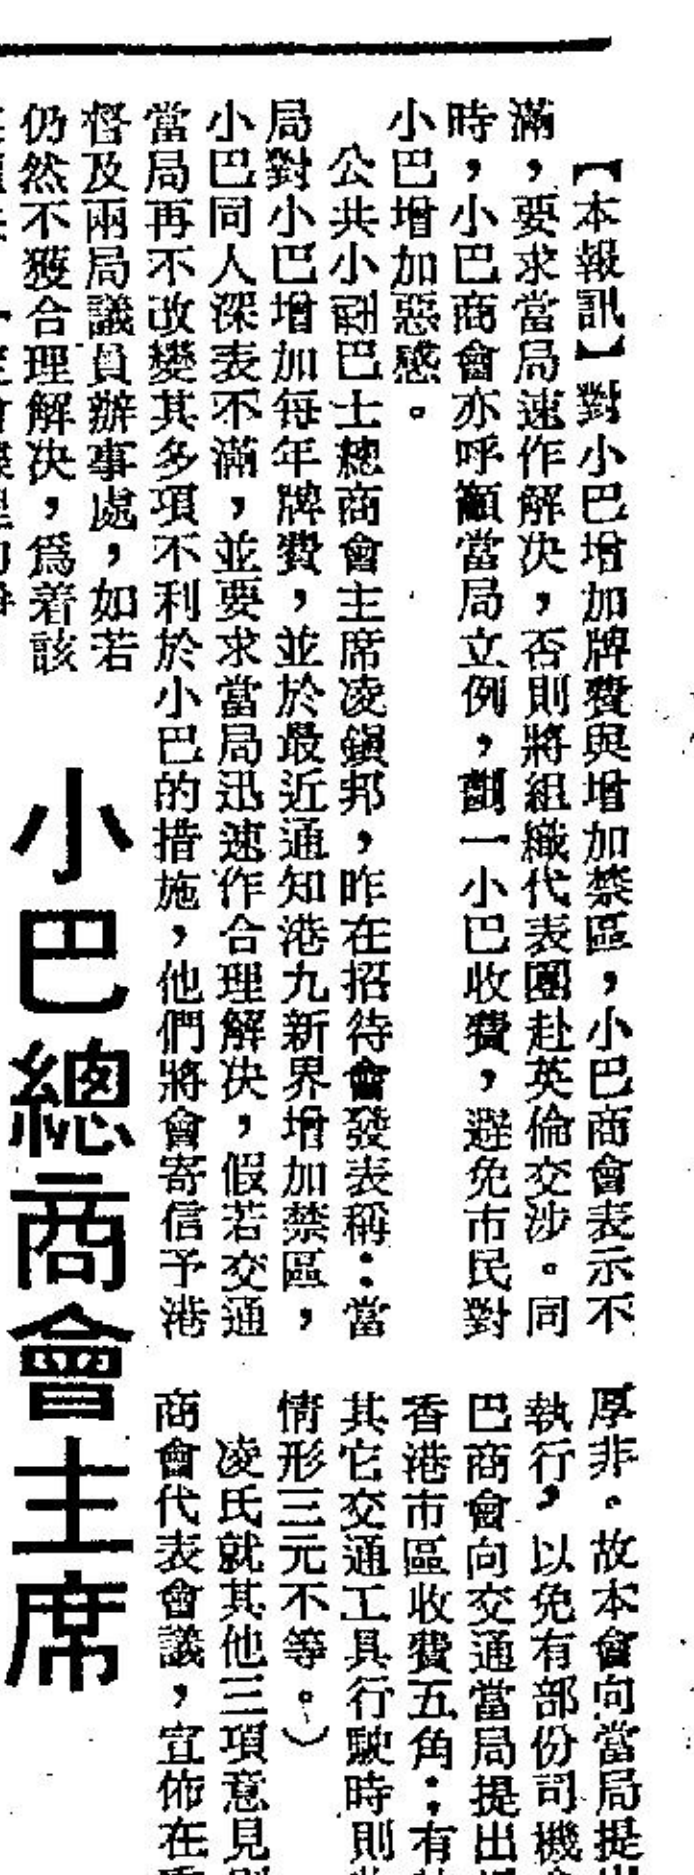 【本報訊】對小巴增加牌費與增加禁區，小巴商會表示不
滿，要求當局速作解決，否則將組織代表團赴英倫交涉。同
時，小巴商會亦呼籲當局立例，劃一小巴收費，避免市民對
小巴增加惡感。
公共小型巴士總商會主席凌鎭邦，昨在招待會發表稱：當
局對小巴增加每年牌費，並於最近通知港九新界增加禁區，
小巴同人深表不滿，並要求當局迅速作合理解決，假若交通
當局再不改變其多項不利於小巴的措施，他們將會寄信予港
督及兩局議員辦事處，如若
仍然不獲合理解决，爲着該
小巴總商會主席
厚非。故本會向當局提
執行，以免有部份司機
巴商會向交通當局提出
香港市區收費五角：有
其它交通工具行駛時則
情形三元不等。）
凌氏就其他三項意見
商會代表會議，宣佈在